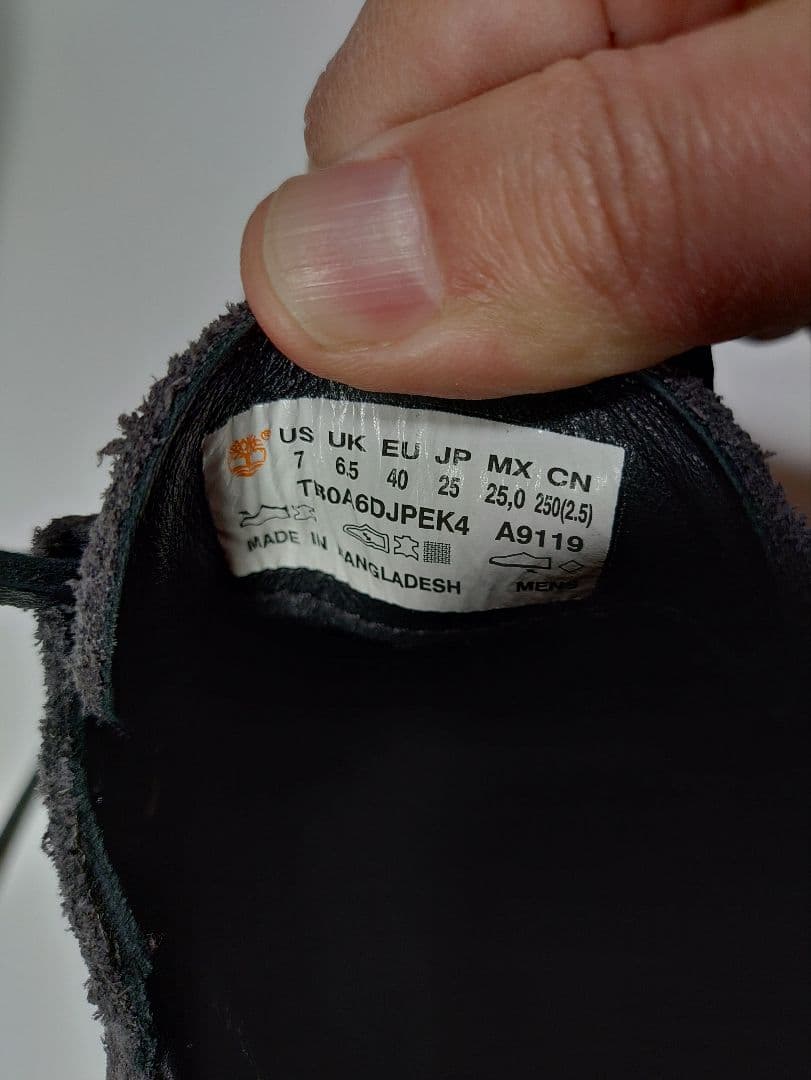 US UK EU JP MX CN
7 6.5 40 25 25,0 250(2.5)
TB0A6DJPEK4 A9119
MADE IN BANGLADESH
MENS